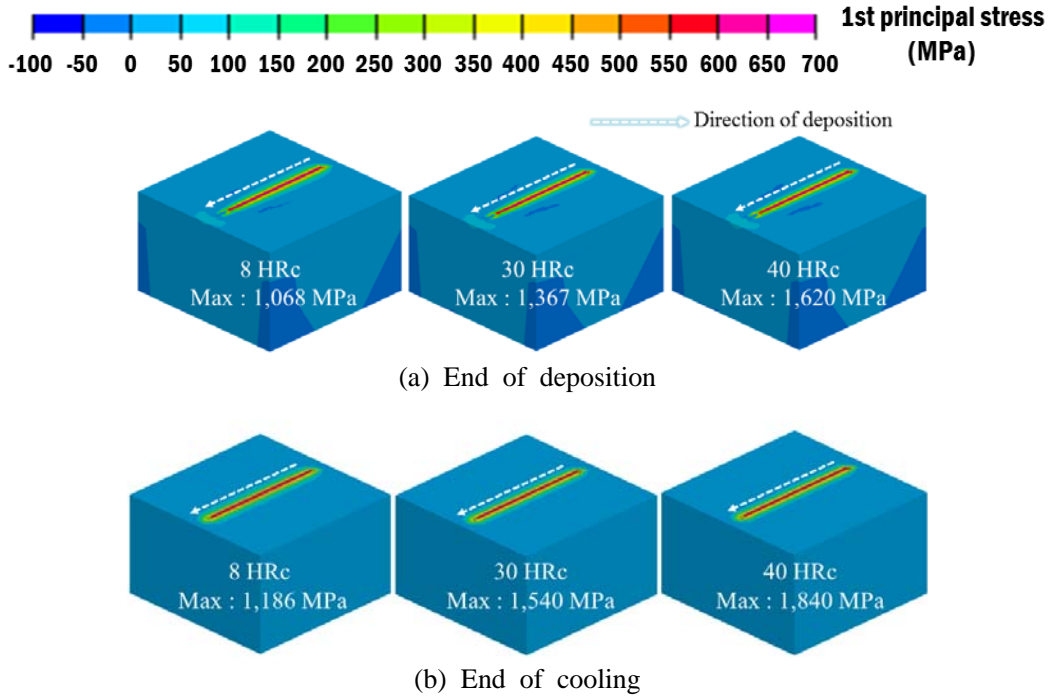 1st principal stress
(MPa)
-100 -50 0 50 100 150 200 250 300 350 400 450 500 550 600 650 700
Direction of deposition
8 HRc
Max : 1,068 MPa
30 HRc
Max : 1,367 MPa
40 HRc
Max : 1,620 MPa
(a) End of deposition
8 HRc
Max : 1,186 MPa
30 HRc
Max : 1,540 MPa
40 HRc
Max : 1,840 MPa
(b) End of cooling